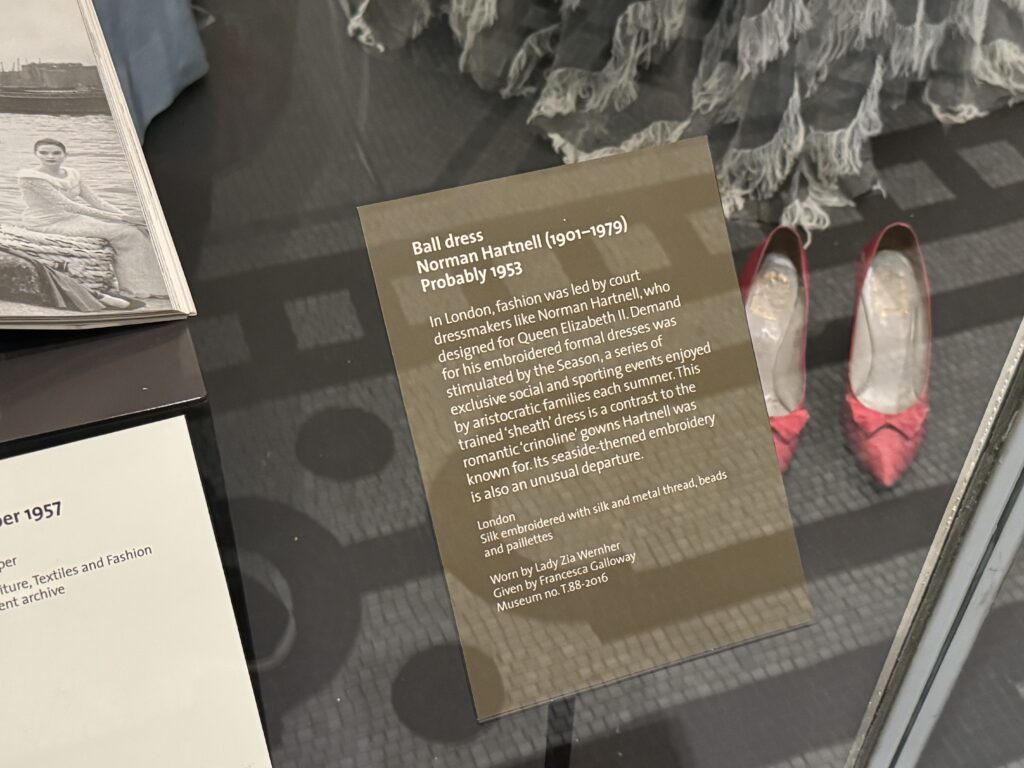 Ball dress
Norman Hartnell (1901–1979)
Probably 1953
In London, fashion was led by court
dressmakers like Norman Hartnell, who
designed for Queen Elizabeth II. Demand
for his embroidered formal dresses was
stimulated by the Season, a series of
exclusive social and sporting events enjoyed
by aristocratic families each summer. This
trained ‘sheath’ dress is a contrast to the
romantic ‘crinoline’ gowns Hartnell was
known for. Its seaside-themed embroidery
is also an unusual departure.
London
Silk embroidered with silk and metal thread, beads
and paillettes
Worn by Lady Zia Wernher
Given by Francesca Galloway
Museum no. T.88-2016
1957
Textiles and Fashion
archive